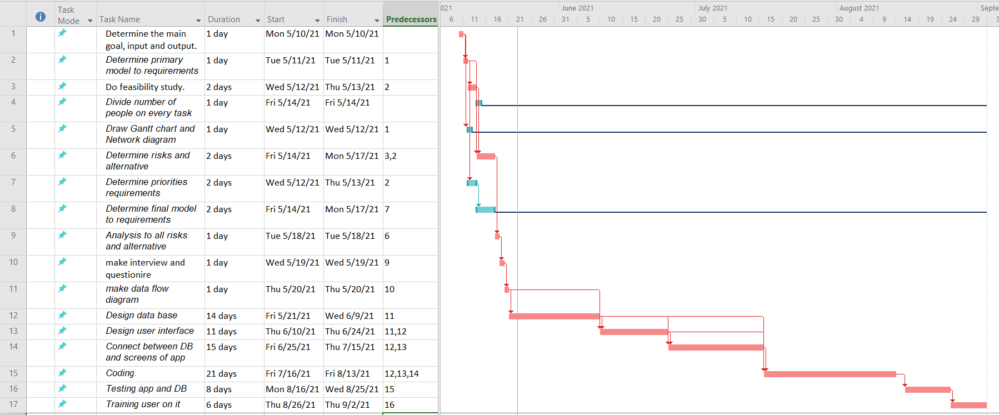 Task Mode Task Name Duration Start Finish Predecessors
021 June 2021 July 2021 August 2021 Septe
6 11 16 21 26 31 5 10 15 20 25 30 5 10 15 20 25 30 4 9 14 19 24 29 3
1 Determine the main goal, input and output. 1 day Mon 5/10/21 Mon 5/10/21
2 Determine primary model to requirements 1 day Tue 5/11/21 Tue 5/11/21 1
3 Do feasibility study. 2 days Wed 5/12/21 Thu 5/13/21 2
4 Divide number of people on every task 1 day Fri 5/14/21 Fri 5/14/21
5 Draw Gantt chart and Network diagram 1 day Wed 5/12/21 Wed 5/12/21 1
6 Determine risks and alternative 2 days Fri 5/14/21 Mon 5/17/21 3,2
7 Determine priorities requirements 2 days Wed 5/12/21 Thu 5/13/21 2
8 Determine final model to requirements 2 days Fri 5/14/21 Mon 5/17/21 7
9 Analysis to all risks and alternative 1 day Tue 5/18/21 Tue 5/18/21 6
10 make interview and questionire 1 day Wed 5/19/21 Wed 5/19/21 9
11 make data flow diagram 1 day Thu 5/20/21 Thu 5/20/21 10
12 Design data base 14 days Fri 5/21/21 Wed 6/9/21 11
13 Design user interface 11 days Thu 6/10/21 Thu 6/24/21 11,12
14 Connect between DB and screens of app 15 days Fri 6/25/21 Thu 7/15/21 12,13
15 Coding. 21 days Fri 7/16/21 Fri 8/13/21 12,13,14
16 Testing app and DB 8 days Mon 8/16/21 Wed 8/25/21 15
17 Training user on it 6 days Thu 8/26/21 Thu 9/2/21 16